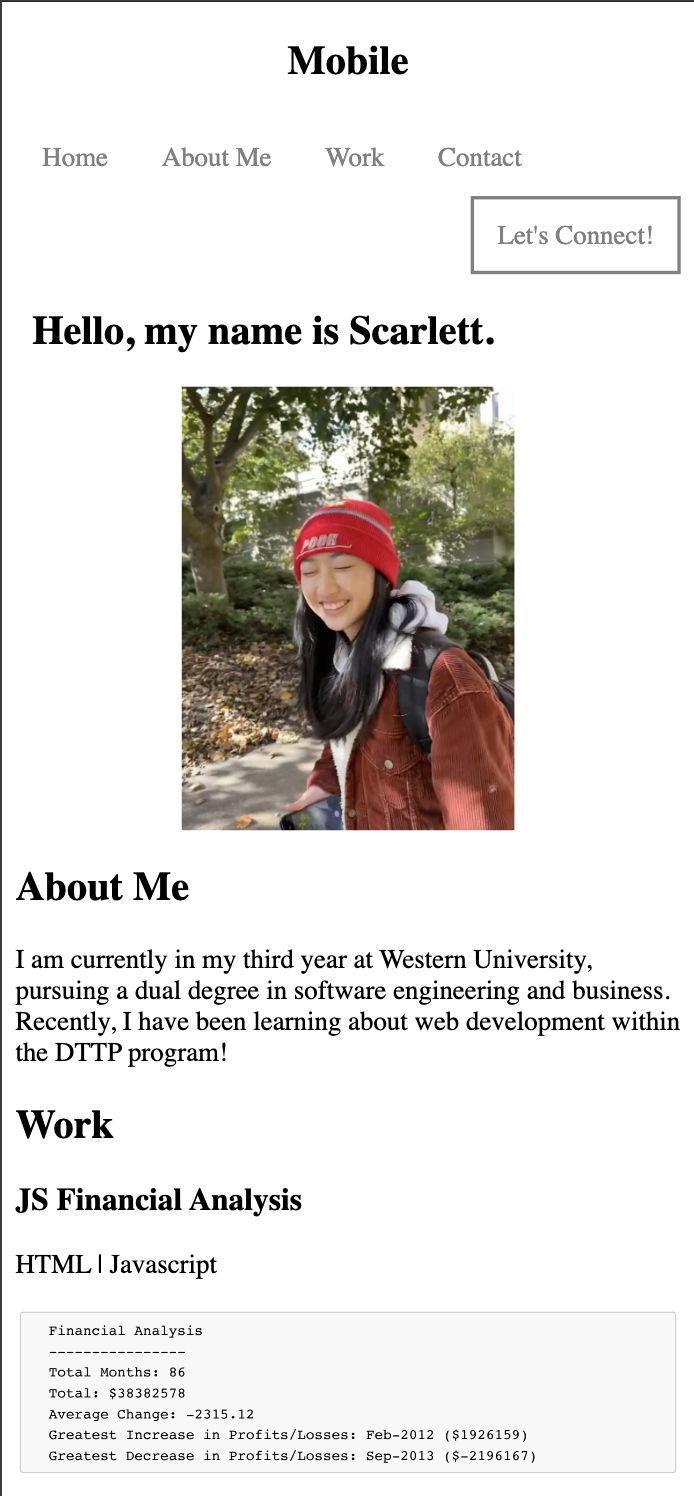 Mobile
Home About Me Work Contact
Let's Connect!
Hello, my name is Scarlett.
POOH
About Me
I am currently in my third year at Western University,
pursuing a dual degree in software engineering and business.
Recently, I have been learning about web development within
the DTTP program!
Work
JS Financial Analysis
HTML | Javascript
Financial Analysis
----------------
Total Months: 86
Total: $38382578
Average Change: -2315.12
Greatest Increase in Profits/Losses: Feb-2012 ($1926159)
Greatest Decrease in Profits/Losses: Sep-2013 ($-2196167)